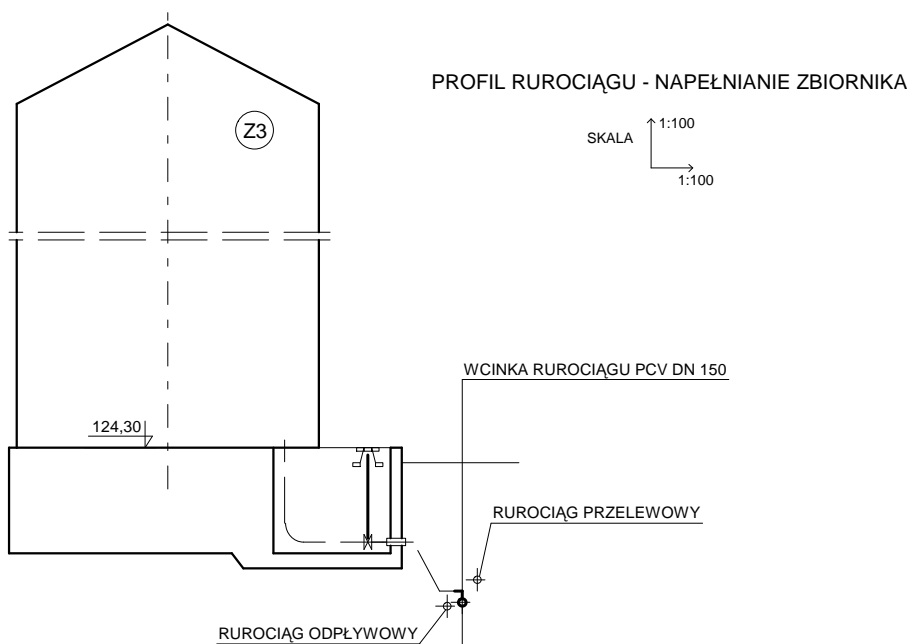 PROFIL RUROCIĄGU - NAPEŁNIANIE ZBIORNIKA
Z3
SKALA
1:100
1:100
WCINKA RUROCIĄGU PCV DN 150
124,30
RUROCIĄG PRZELEWOWY
RUROCIĄG ODPŁYWOWY